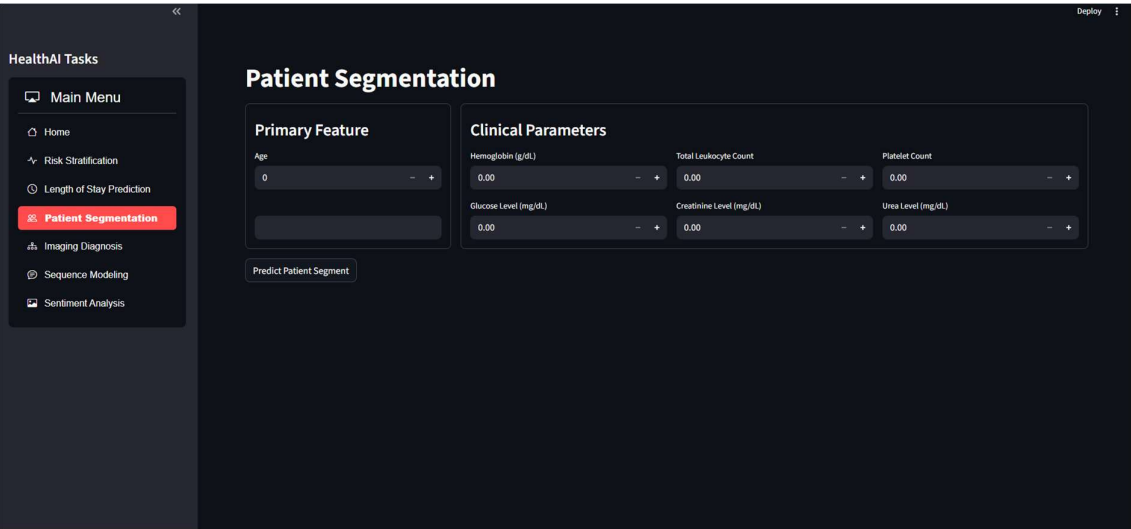 Deploy
HealthAI Tasks
Main Menu
Home
Risk Stratification
Length of Stay Prediction
Patient Segmentation
Imaging Diagnosis
Sequence Modeling
Sentiment Analysis
Patient Segmentation
Primary Feature
Age
0
Clinical Parameters
Hemoglobin (g/dL) Total Leukocyte Count Platelet Count
0.00 0.00 0.00
Glucose Level (mg/dL) Creatinine Level (mg/dL) Urea Level (mg/dL)
0.00 0.00 0.00
Predict Patient Segment